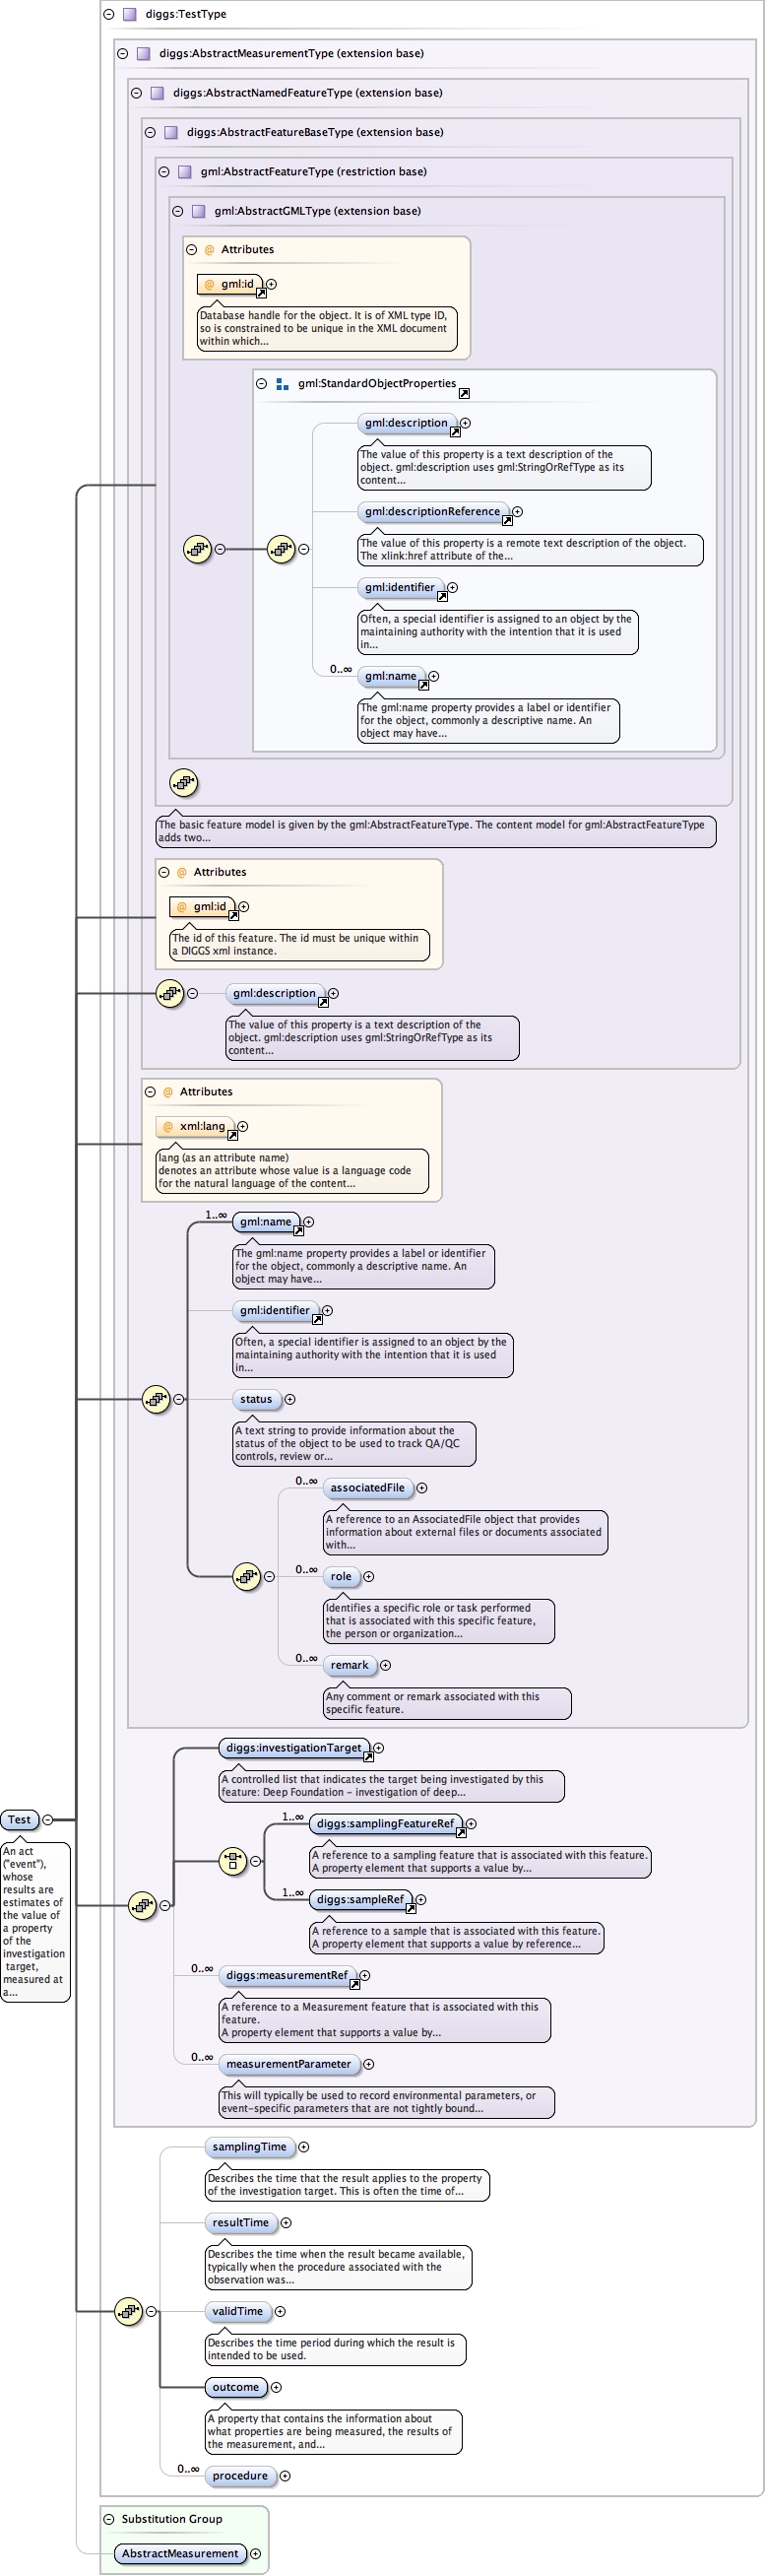 diggs:TestType
diggs:AbstractMeasurementType (extension base)
diggs:AbstractNamedFeatureType (extension base)
diggs:AbstractFeatureBaseType (extension base)
gml:AbstractFeatureType (restriction base)
gml:AbstractGMLType (extension base)
@ Attributes
@ gml:id
Database handle for the object. It is of XML type ID,
so is constrained to be unique in the XML document
within which...
gml:StandardObjectProperties
gml:description
The value of this property is a text description of the
object. gml:description uses gml:StringOrRefType as its
content...
gml:descriptionReference
The value of this property is a remote text description of the object.
The xlink:href attribute of the...
gml:identifier
Often, a special identifier is assigned to an object by the
maintaining authority with the intention that it is used
in...
0..∞
gml:name
The gml:name property provides a label or identifier
for the object, commonly a descriptive name. An
object may have...
The basic feature model is given by the gml:AbstractFeatureType. The content model for gml:AbstractFeatureType
adds two...
@ Attributes
@ gml:id
The id of this feature. The id must be unique within
a DIGGS xml instance.
gml:description
The value of this property is a text description of the
object. gml:description uses gml:StringOrRefType as its
content...
@ Attributes
@ xml:lang
lang (as an attribute name)
denotes an attribute whose value is a language code
for the natural language of the content...
1..∞
gml:name
The gml:name property provides a label or identifier
for the object, commonly a descriptive name. An
object may have...
gml:identifier
Often, a special identifier is assigned to an object by the
maintaining authority with the intention that it is used
in...
status
A text string to provide information about the
status of the object to be used to track QA/QC
controls, review or...
0..∞
associatedFile
A reference to an AssociatedFile object that provides
information about external files or documents associated
with...
0..∞
role
Identifies a specific role or task performed
that is associated with this specific feature,
the person or organization...
0..∞
remark
Any comment or remark associated with this
specific feature.
diggs:investigationTarget
A controlled list that indicates the target being investigated by this
feature: Deep Foundation - investigation of deep...
Test
An act
("event"),
whose
results are
estimates of
the value of
a property
of the
investigation
target,
measured at
a...
1..∞
diggs:samplingFeatureRef
A reference to a sampling feature that is associated with this feature.
A property element that supports a value by...
1..∞
diggs:sampleRef
A reference to a sample that is associated with this feature.
A property element that supports a value by reference...
0..∞
diggs:measurementRef
A reference to a Measurement feature that is associated with this
feature.
A property element that supports a value by...
0..∞
measurementParameter
This will typically be used to record environmental parameters, or
event-specific parameters that are not tightly bound...
samplingTime
Describes the time that the result applies to the property
of the investigation target. This is often the time of...
resultTime
Describes the time when the result became available,
typically when the procedure associated with the
observation was...
validTime
Describes the time period during which the result is
intended to be used.
outcome
A property that contains the information about
what properties are being measured, the results of
the measurement, and...
0..∞
procedure
Substitution Group
AbstractMeasurement